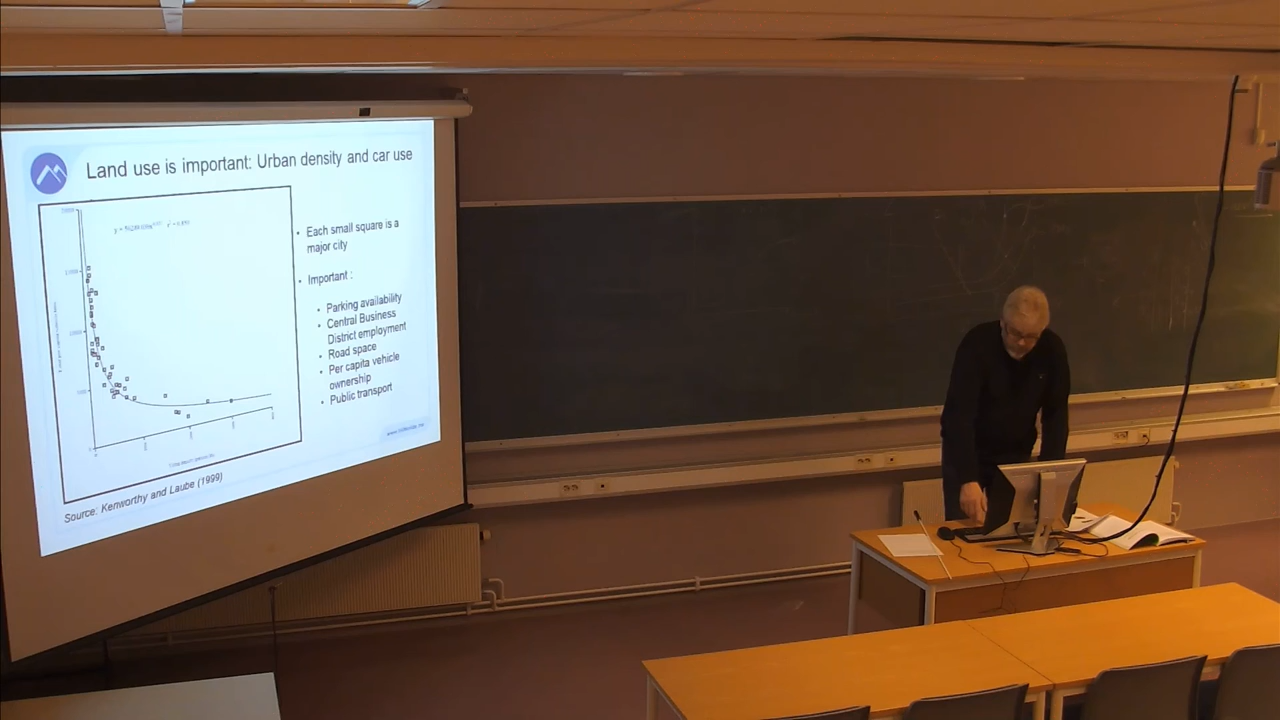 Land use is important: Urban density and car use
• Each small square is a
major city
• Important :
• Parking availability
• Central Business
District employment
• Road space
• Per capita vehicle
ownership
• Public transport
Source: Kenworthy and Laube (1999)